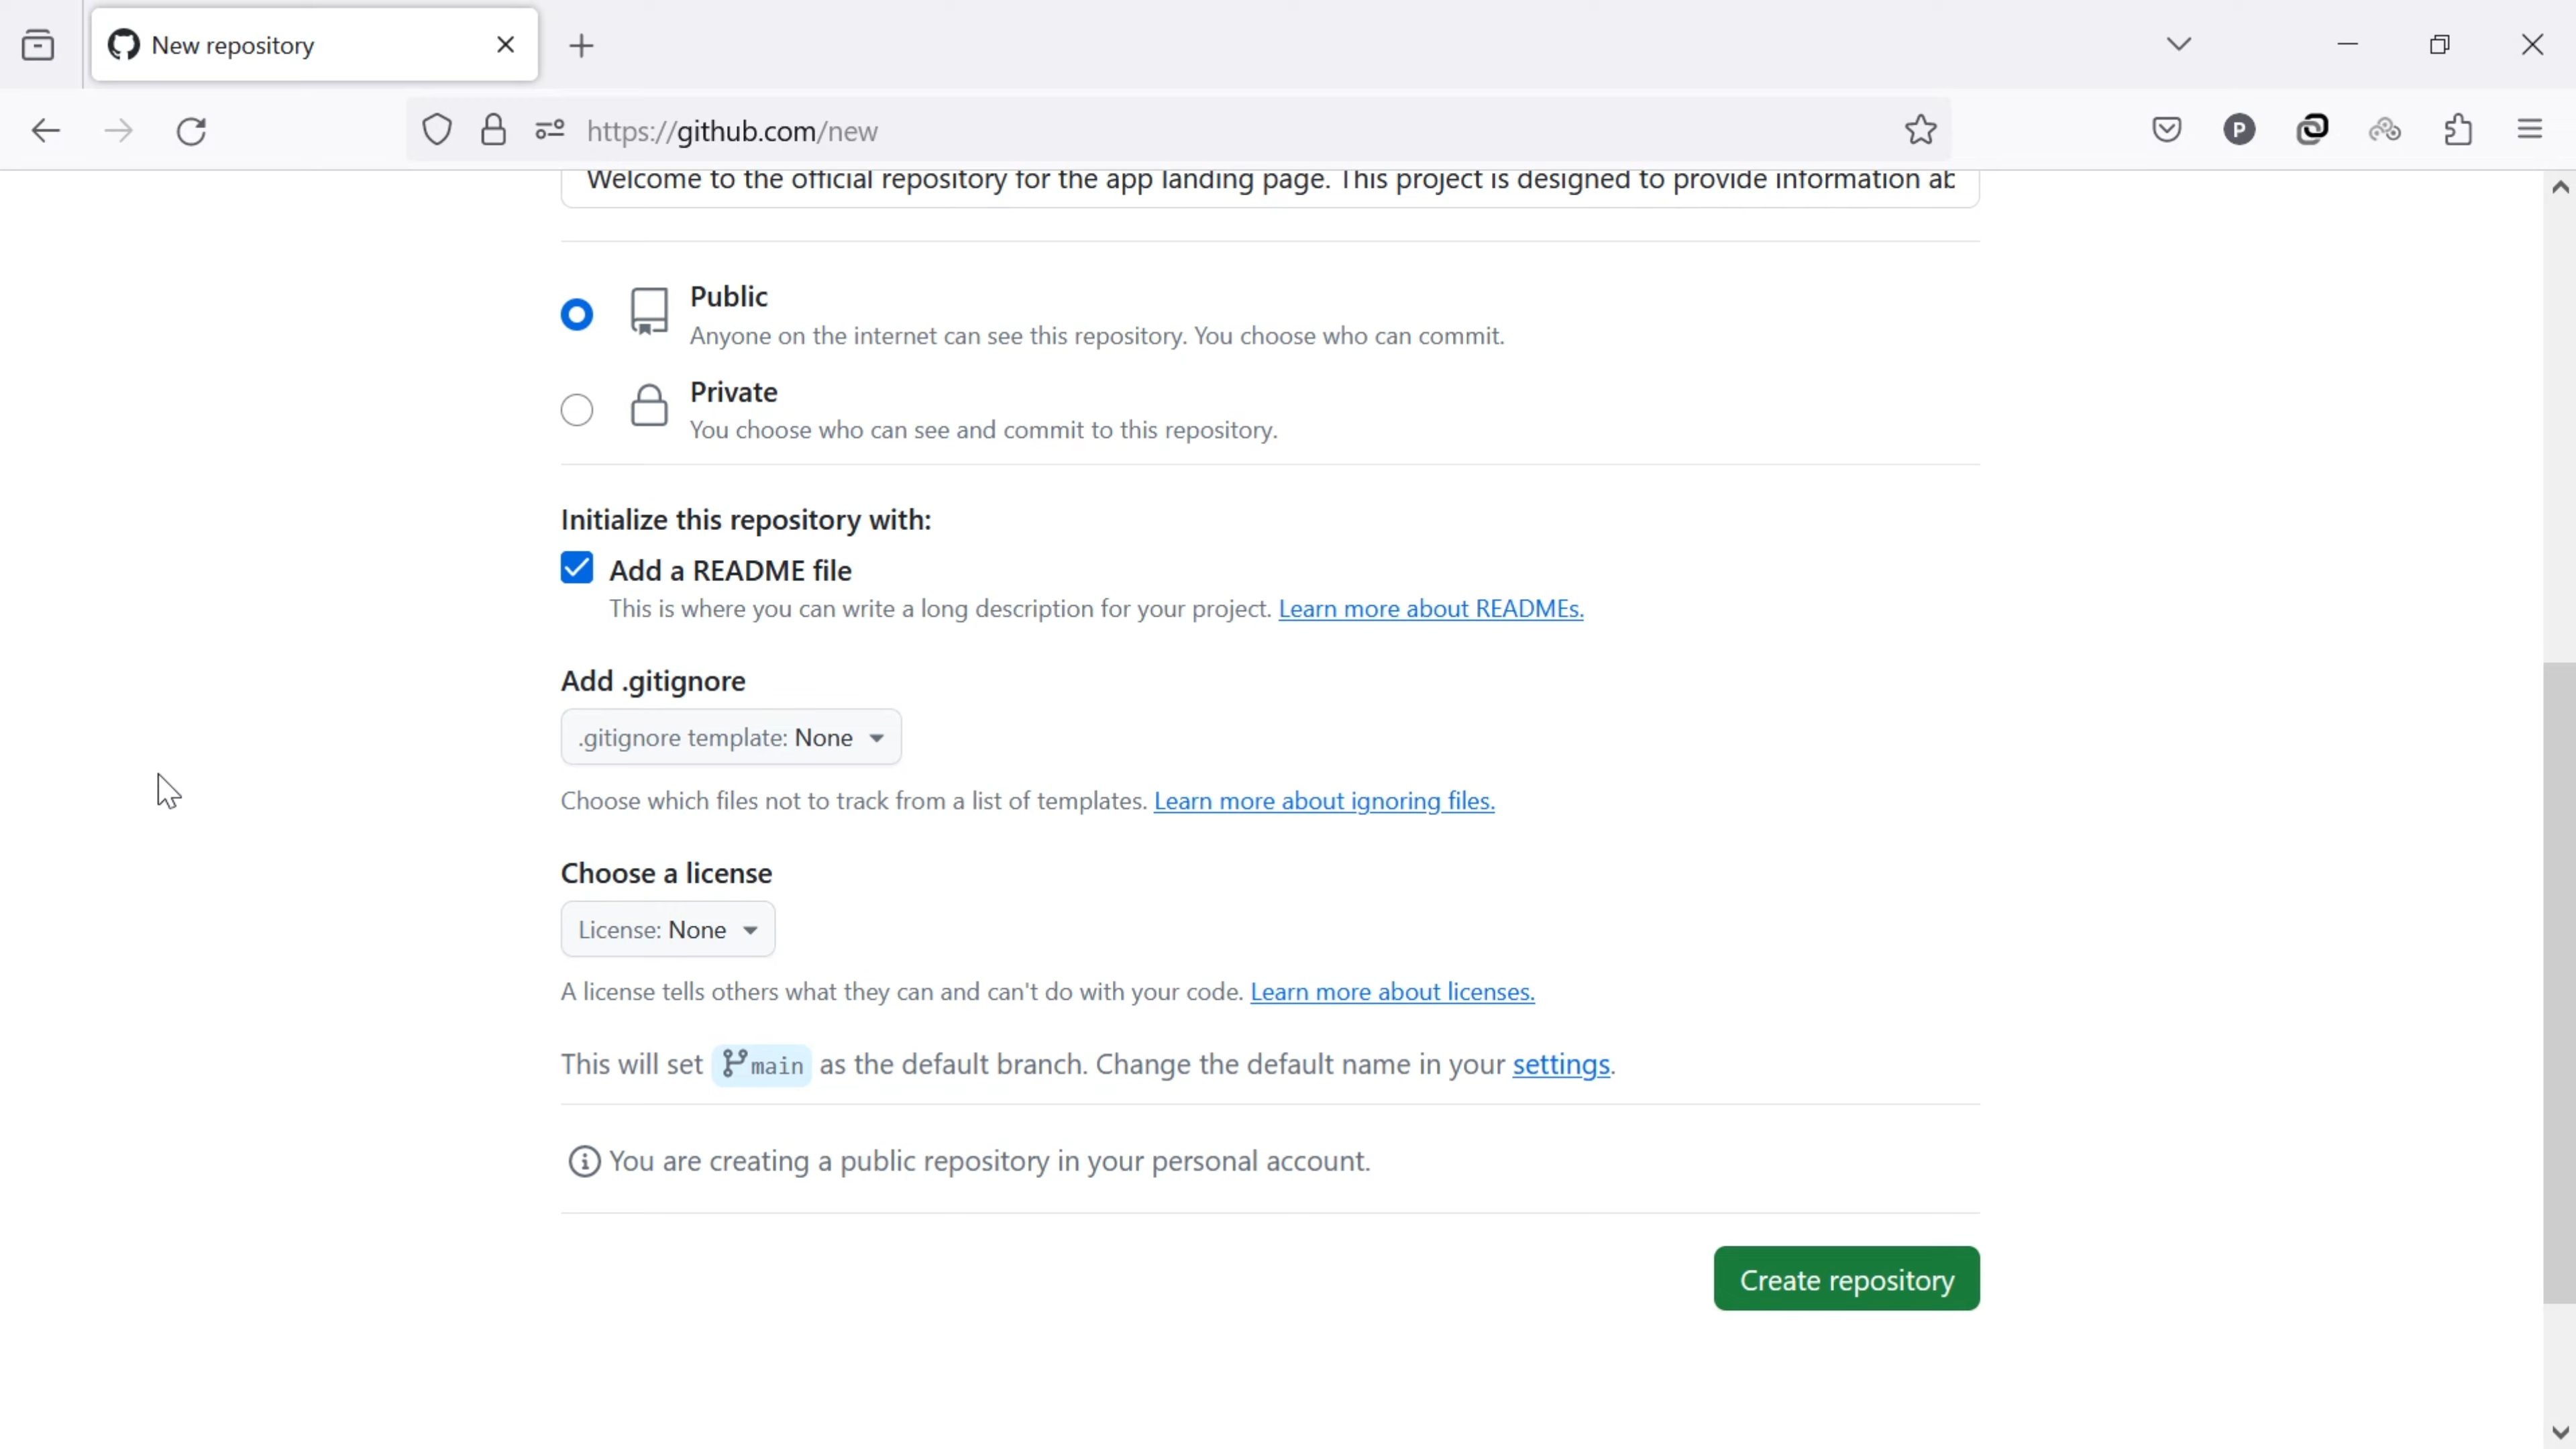 New repository
https://github.com/new
P
Welcome to the official repository for the app landing page. This project is designed to provide information ab
Public
Anyone on the internet can see this repository. You choose who can commit.
Private
You choose who can see and commit to this repository.
Initialize this repository with:
Add a README file
This is where you can write a long description for your project. Learn more about READMEs.
Add .gitignore
.gitignore template: None
Choose which files not to track from a list of templates. Learn more about ignoring files.
Choose a license
License: None
A license tells others what they can and can't do with your code. Learn more about licenses.
This will set main as the default branch. Change the default name in your settings.
You are creating a public repository in your personal account.
Create repository